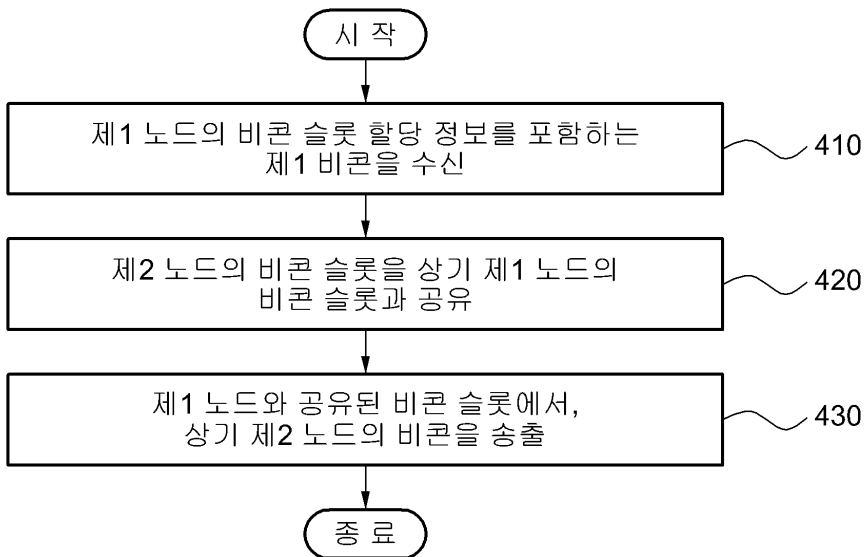 시 작
제1 노드의 비콘 슬롯 할당 정보를 포함하는
제1 비콘을 수신
410
제2 노드의 비콘 슬롯을 상기 제1 노드의
비콘 슬롯과 공유
420
제1 노드와 공유된 비콘 슬롯에서,
상기 제2 노드의 비콘을 송출
430
종 료